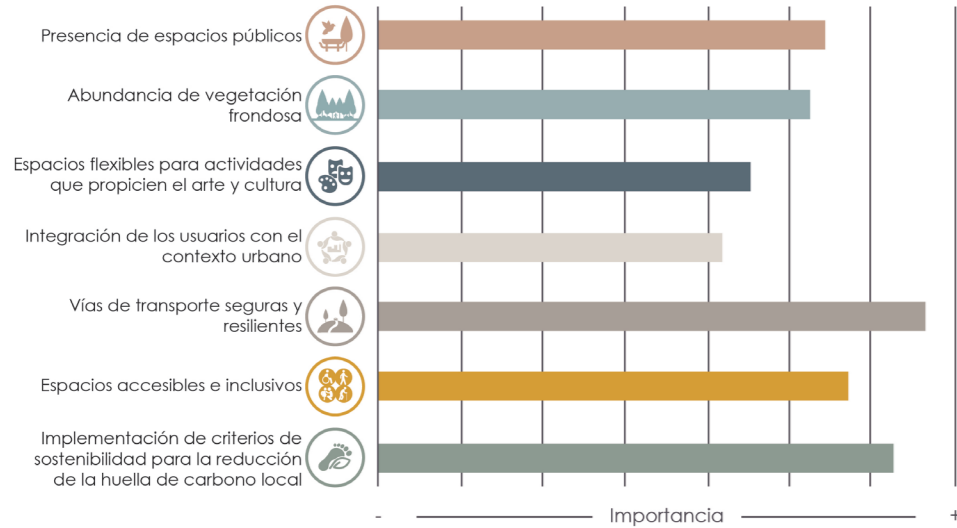 Presencia de espacios públicos
Abundancia de vegetación
frondosa
Espacios flexibles para actividades
que propicien el arte y cultura
Integración de los usuarios con el
contexto urbano
Vías de transporte seguras y
resilientes
Espacios accesibles e inclusivos
Implementación de criterios de
sostenibilidad para la reducción
de la huella de carbono local
- Importancia +